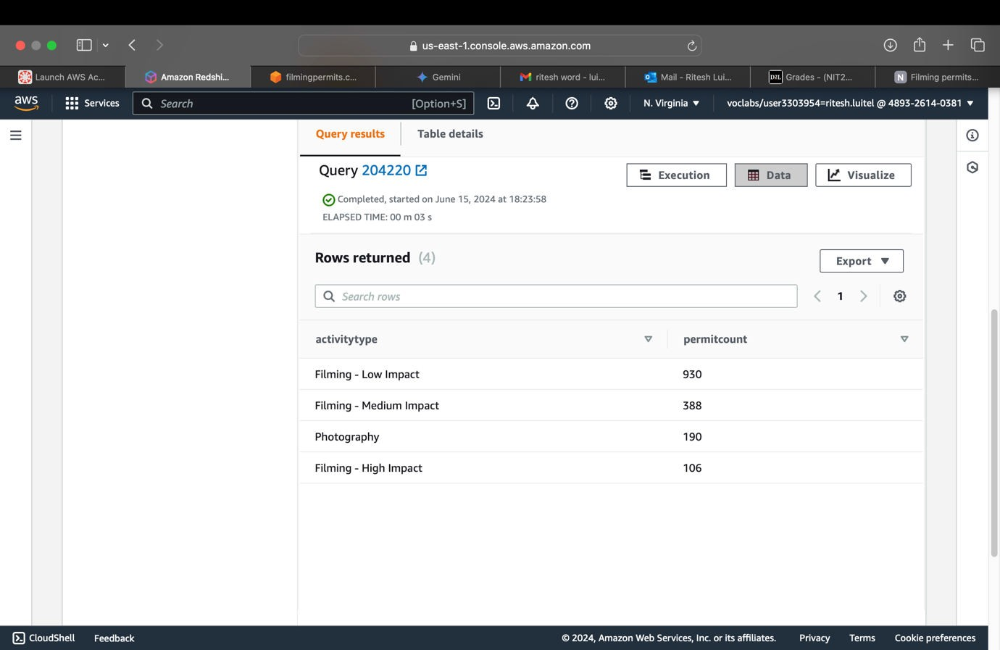 us-east-1.console.aws.amazon.com
Launch AWS Ac...
Amazon Redshi...
filmingpermits.c...
Gemini
ritesh word - lui...
Mail - Ritesh Lui...
D2L Grades - (NIT2...
N Filming permits...
aws
Services
Search [Option+S]
N. Virginia
voclabs/user3303954=ritesh.luitel @ 4893-2614-0381
Query results
Table details
Query 204220
Execution
Data
Visualize
Completed, started on June 15, 2024 at 18:23:58
ELAPSED TIME: 00 m 03 s
Rows returned (4)
Export
Search rows
1
activitytype permitcount
Filming - Low Impact 930
Filming - Medium Impact 388
Photography 190
Filming - High Impact 106
CloudShell
Feedback
© 2024, Amazon Web Services, Inc. or its affiliates.
Privacy
Terms
Cookie preferences